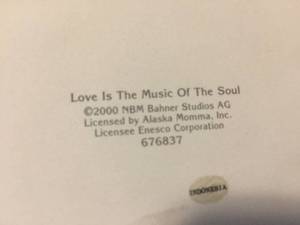 Love Is The Music Of The Soul
©2000 NBM Bahner Studios AG
Licensed by Alaska Momma, Inc.
Licensee Enesco Corporation
676837
INDONESIA